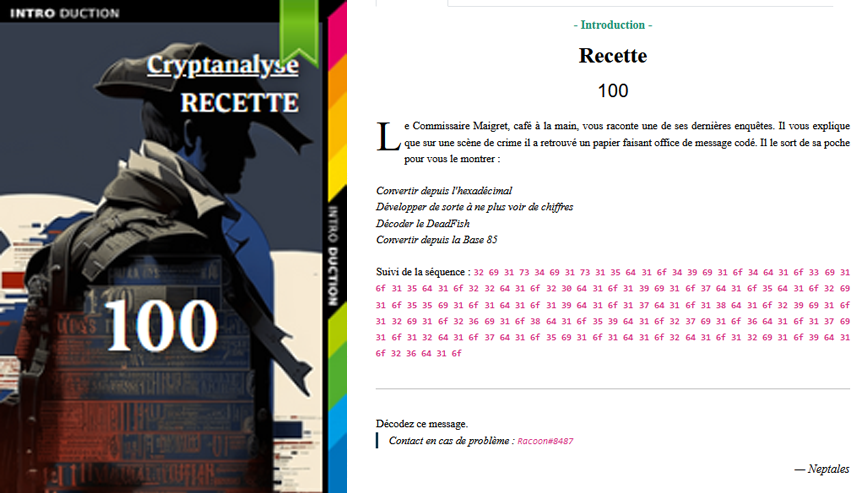 INTRO DUCTION
Cryptanalyse
RECETTE
100
INTRO DUCTION
- Introduction -
Recette
100
Le Commissaire Maigret, café à la main, vous raconte une de ses dernières enquêtes. Il vous explique
que sur une scène de crime il a retrouvé un papier faisant office de message codé. Il le sort de sa poche
pour vous le montrer :
Convertir depuis l'hexadécimal
Développer de sorte à ne plus voir de chiffres
Décoder le DeadFish
Convertir depuis la Base 85
Suivi de la séquence : 32 69 31 73 34 69 31 73 31 35 64 31 6f 34 39 69 31 6f 34 64 31 6f 33 69 31
6f 31 35 64 31 6f 32 32 64 31 6f 32 30 64 31 6f 31 39 69 31 6f 37 64 31 6f 35 64 31 6f 32 69
31 6f 35 35 69 31 6f 31 64 31 6f 31 39 64 31 6f 31 37 64 31 6f 31 38 64 31 6f 32 39 69 31 6f
31 32 69 31 6f 32 36 69 31 6f 38 64 31 6f 35 39 64 31 6f 32 37 69 31 6f 36 64 31 6f 31 37 69
31 6f 31 32 64 31 6f 37 64 31 6f 35 69 31 6f 31 64 31 6f 32 64 31 6f 31 32 69 31 6f 39 64 31
6f 32 36 64 31 6f
Décodez ce message.
Contact en cas de problème : Racoon#8487
— Neptales